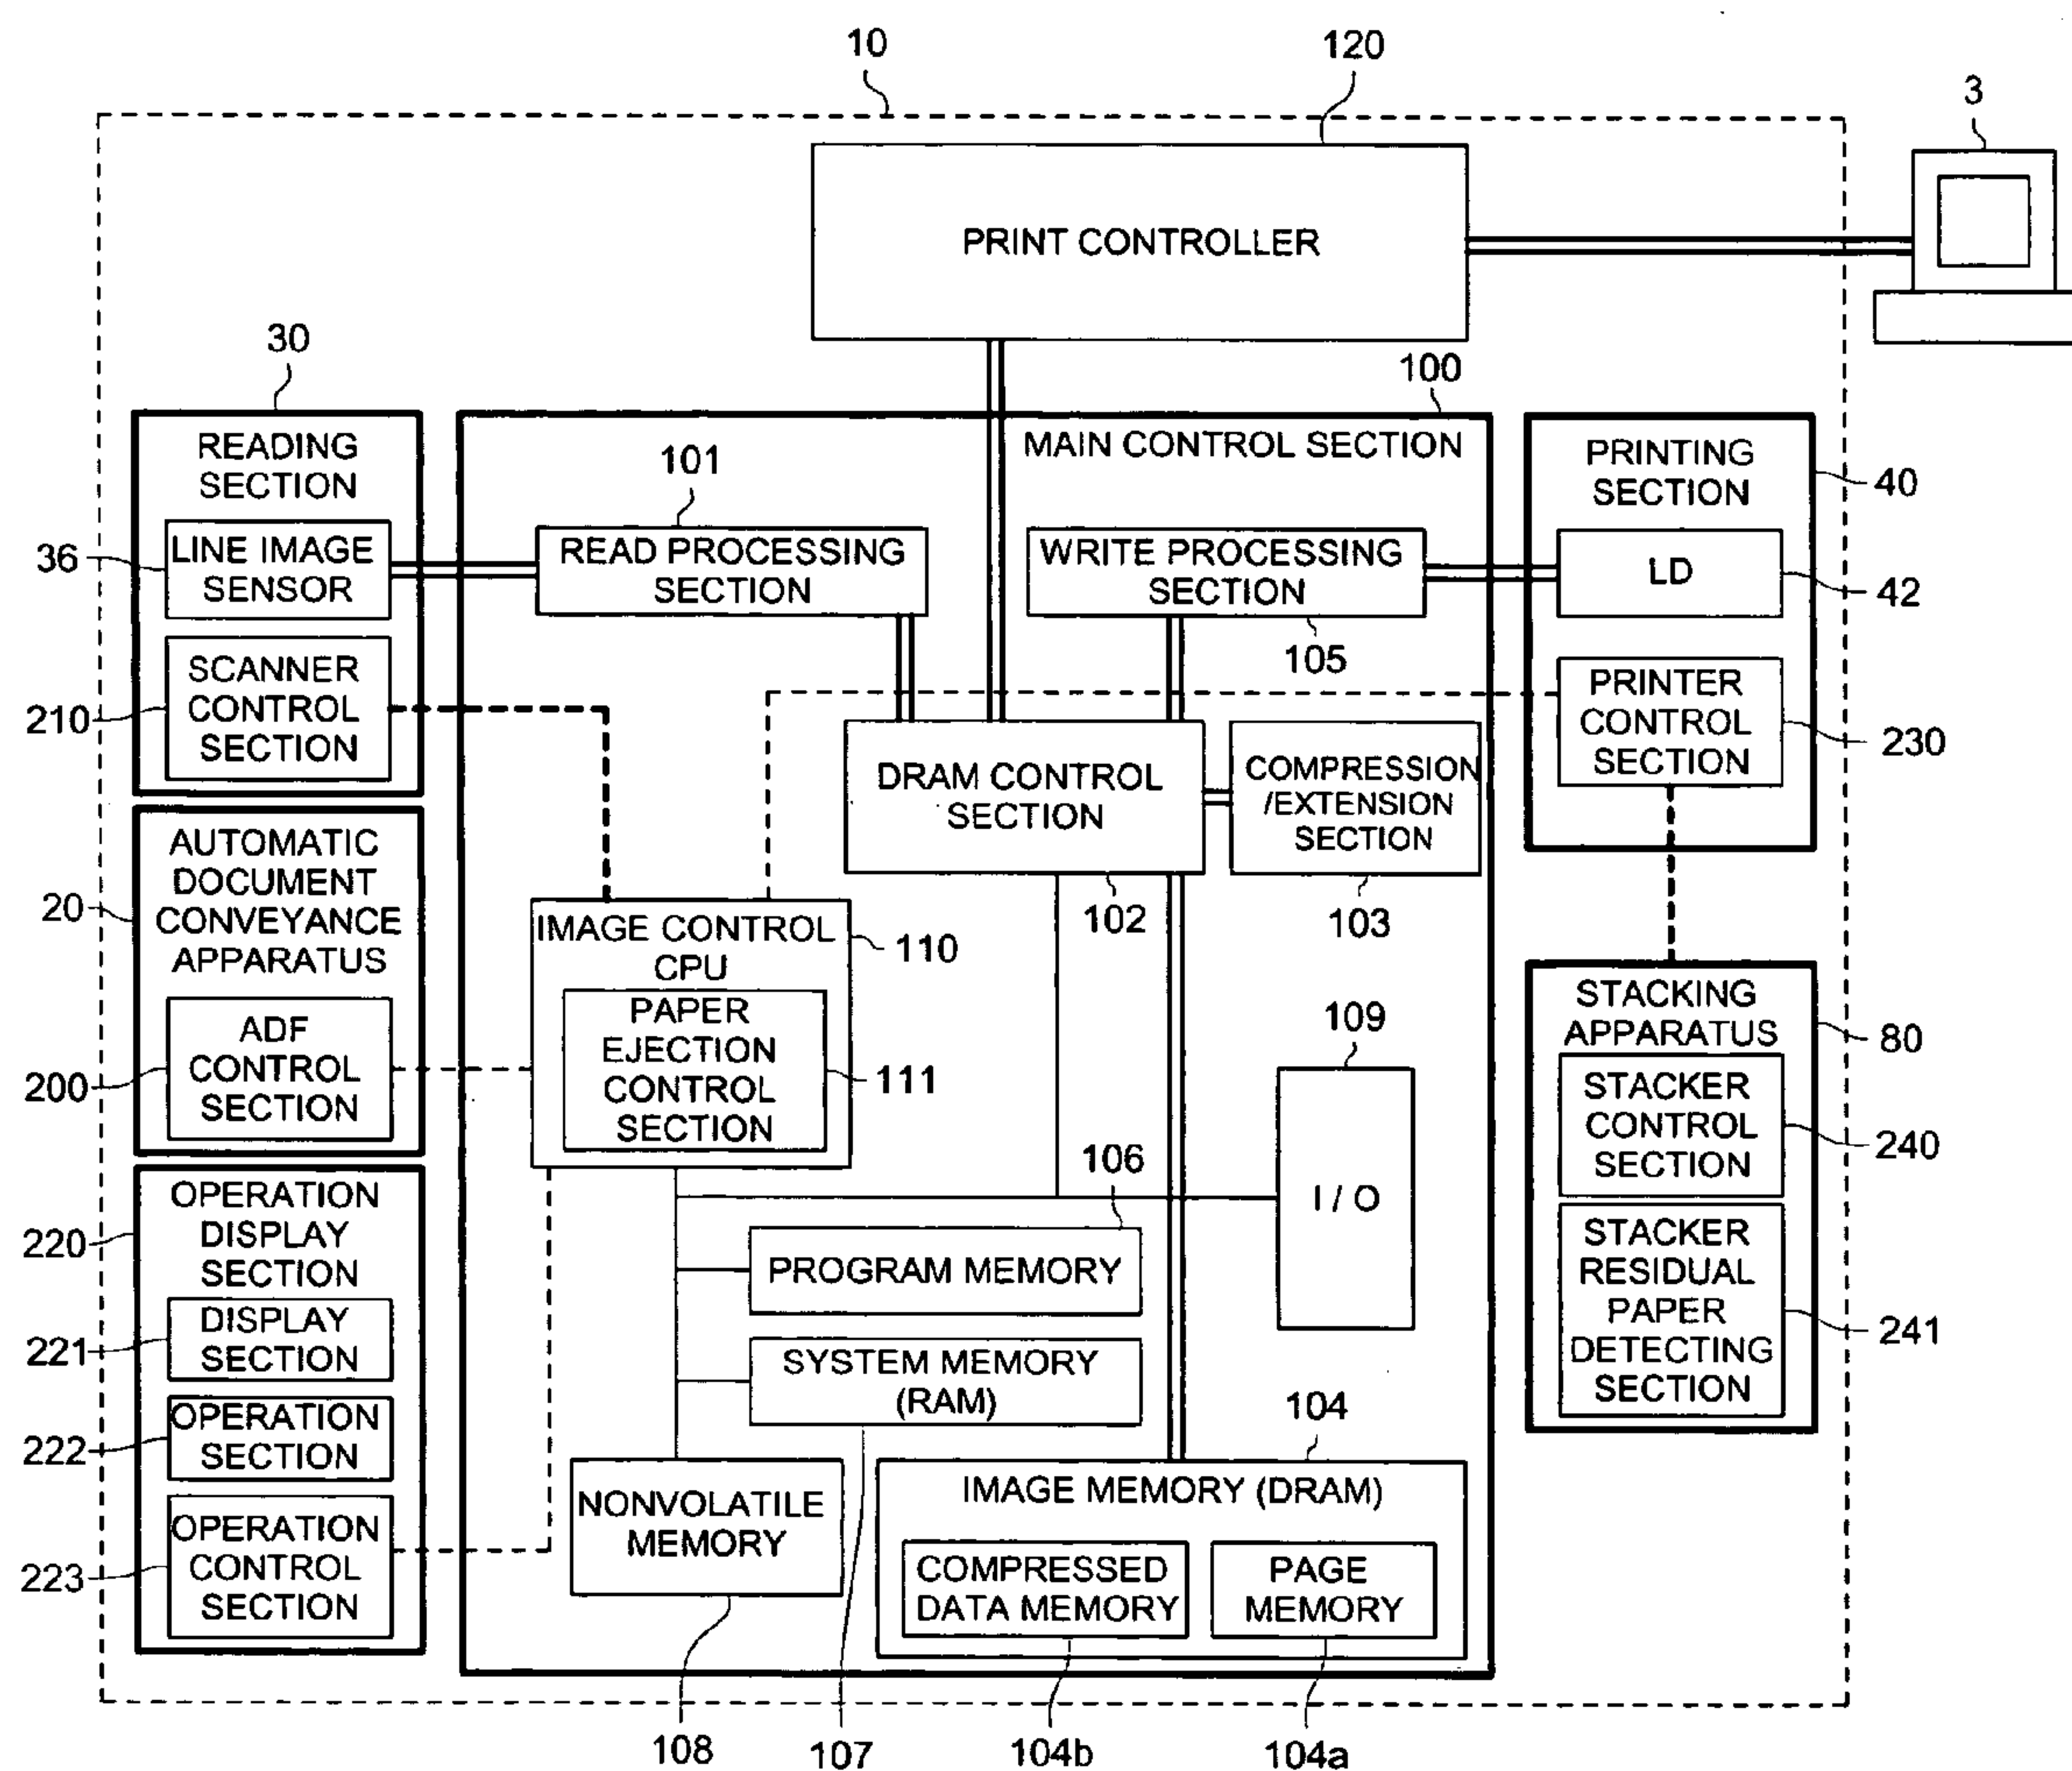 10
120
3
PRINT CONTROLLER
30
100
READING
SECTION
MAIN CONTROL SECTION
PRINTING
SECTION
40
101
36
LINE IMAGE
SENSOR
READ PROCESSING
SECTION
WRITE PROCESSING
SECTION
105
LD
42
210
SCANNER
CONTROL
SECTION
PRINTER
CONTROL
SECTION
230
DRAM CONTROL
SECTION
102
COMPRESSION
/EXTENSION
SECTION
103
20
AUTOMATIC
DOCUMENT
CONVEYANCE
APPARATUS
IMAGE CONTROL
CPU
110
PAPER
EJECTION
CONTROL
SECTION
111
200
ADF
CONTROL
SECTION
109
I / O
STACKING
APPARATUS
80
STACKER
CONTROL
SECTION
240
STACKER
RESIDUAL
PAPER
DETECTING
SECTION
241
220
OPERATION
DISPLAY
SECTION
221
DISPLAY
SECTION
222
OPERATION
SECTION
223
OPERATION
CONTROL
SECTION
106
PROGRAM MEMORY
SYSTEM MEMORY
(RAM)
104
NONVOLATILE
MEMORY
IMAGE MEMORY (DRAM)
COMPRESSED
DATA MEMORY
PAGE
MEMORY
108
107
104b
104a